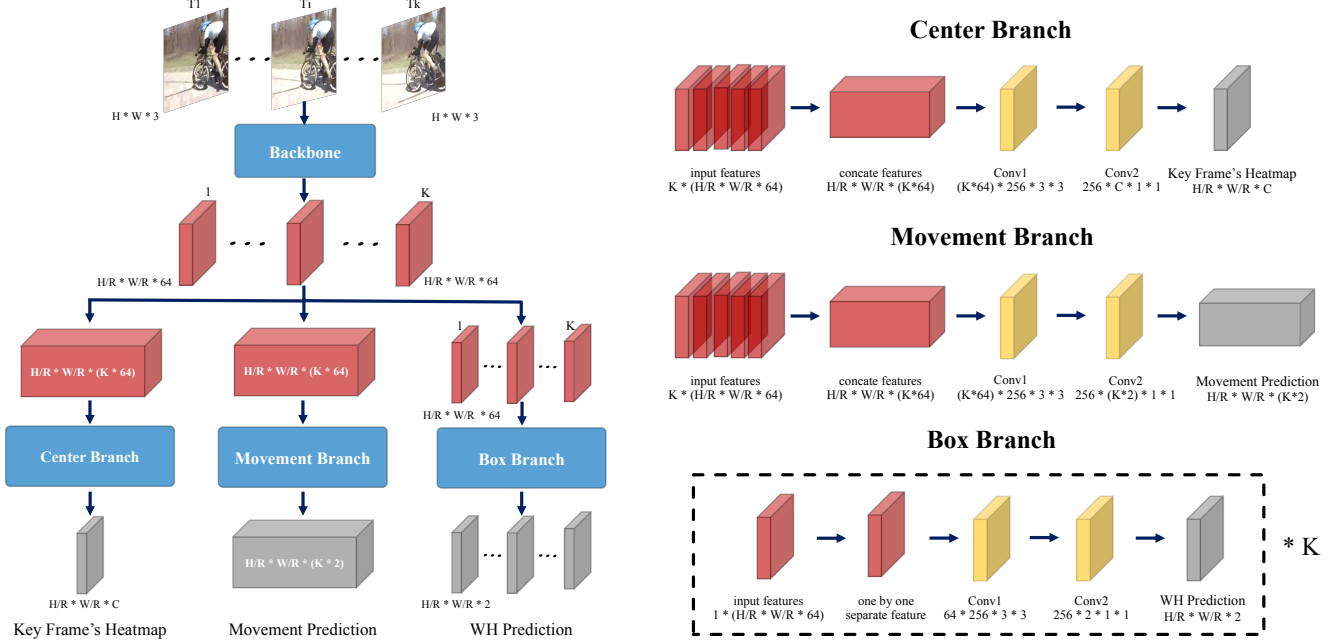 T1
Ti
Tk
H * W * 3
H * W * 3
Backbone
1
K
H/R * W/R * 64
H/R * W/R * 64
H/R * W/R * (K * 64)
H/R * W/R * (K * 64)
1
K
H/R * W/R * 64
Center Branch
Movement Branch
Box Branch
H/R * W/R * (K * 2)
H/R * W/R * C
H/R * W/R * 2
Key Frame's Heatmap
Movement Prediction
WH Prediction
Center Branch
input features
K * (H/R * W/R * 64)
concate features
H/R * W/R * (K*64)
Conv1
(K*64) * 256 * 3 * 3
Conv2
256 * C * 1 * 1
Key Frame's Heatmap
H/R * W/R * C
Movement Branch
input features
K * (H/R * W/R * 64)
concate features
H/R * W/R * (K*64)
Conv1
(K*64) * 256 * 3 * 3
Conv2
256 * (K*2) * 1 * 1
Movement Prediction
H/R * W/R * (K*2)
Box Branch
input features
1 * (H/R * W/R * 64)
one by one
separate feature
Conv1
64 * 256 * 3 * 3
Conv2
256 * 2 * 1 * 1
WH Prediction
H/R * W/R * 2
* K